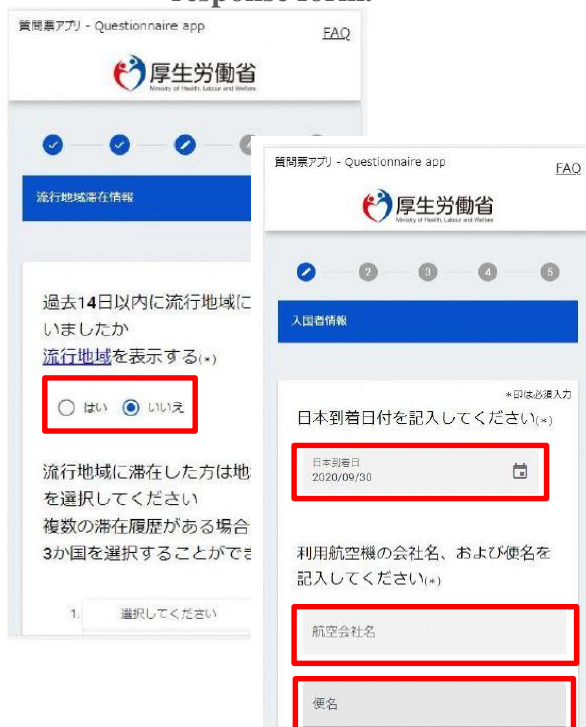 response form.
質問票アプリ - Questionnaire app
FAQ
厚生労働省
Ministry of Health, Labour and Welfare
流行地域滞在情報
過去14日以内に流行地域に
いましたか
流行地域を表示する(*)
はい いいえ
流行地域に滞在した方は地
を選択してください
複数の滞在履歴がある場合
3か国を選択することができ
1. 選択してください
質問票アプリ - Questionnaire app
FAQ
厚生労働省
Ministry of Health, Labour and Welfare
2 3 4 5
入国者情報
*印は必須入力
日本到着日付を記入してください(*)
日本到着日
2020/09/30
利用航空機の会社名、および便名を
記入してください(*)
航空会社名
便名